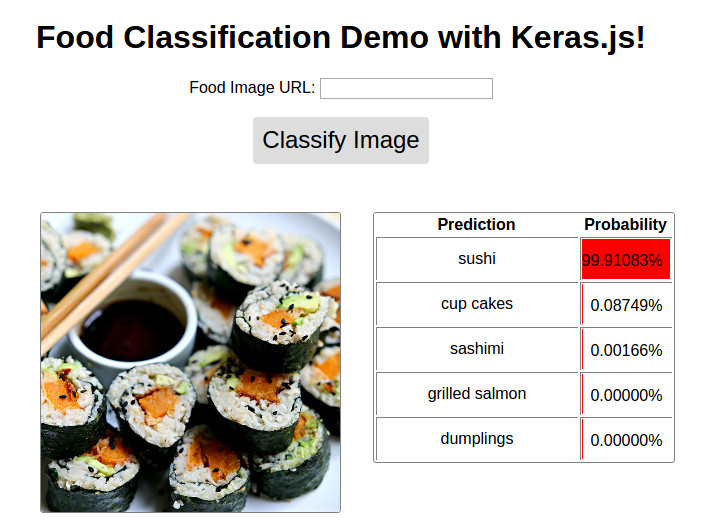 Food Classification Demo with Keras.js!
Food Image URL:
Classify Image
Prediction Probability
sushi 99.91083%
cup cakes 0.08749%
sashimi 0.00166%
grilled salmon 0.00000%
dumplings 0.00000%